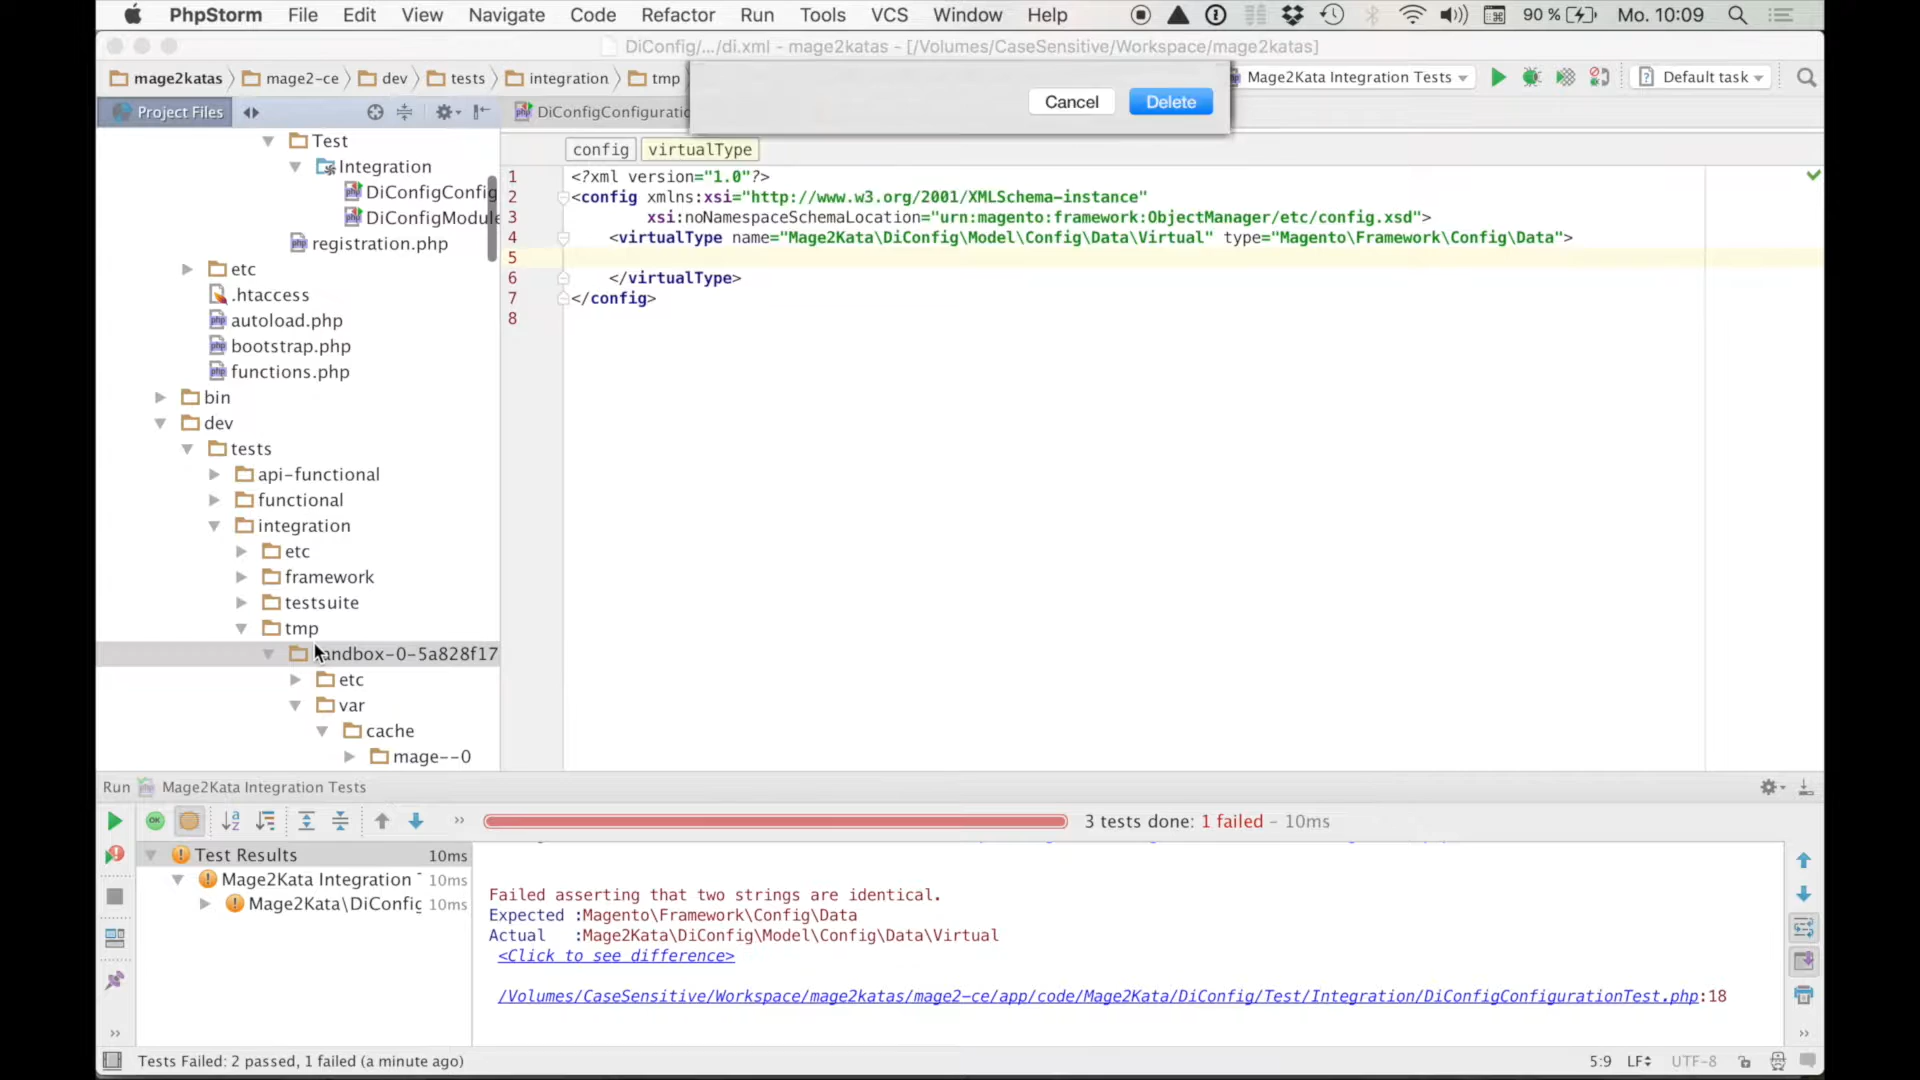 PhpStorm File Edit View Navigate Code Refactor Run Tools VCS Window Help 90 % Mo. 10:09
DiConfig/.../di.xml - mage2katas - [/Volumes/CaseSensitive/Workspace/mage2katas]
mage2katas mage2-ce dev tests integration tmp Mage2Kata Integration Tests Default task
Cancel Delete
Project Files DiConfigConfiguratio
Test
Integration
DiConfigConfig
DiConfigModule
registration.php
etc
.htaccess
autoload.php
bootstrap.php
functions.php
bin
dev
tests
api-functional
functional
integration
etc
framework
testsuite
tmp
andbox-0-5a828f17
etc
var
cache
mage--0
config virtualType
1 <?xml version="1.0"?>
2 <config xmlns:xsi="http://www.w3.org/2001/XMLSchema-instance"
3 xsi:noNamespaceSchemaLocation="urn:magento:framework:ObjectManager/etc/config.xsd">
4 <virtualType name="Mage2Kata\DiConfig\Model\Config\Data\Virtual" type="Magento\Framework\Config\Data">
5
6 </virtualType>
7 </config>
8
Run Mage2Kata Integration Tests
3 tests done: 1 failed - 10ms
Test Results 10ms
Mage2Kata Integration 10ms
Mage2Kata\DiConfig 10ms
Failed asserting that two strings are identical.
Expected :Magento\Framework\Config\Data
Actual :Mage2Kata\DiConfig\Model\Config\Data\Virtual
<Click to see difference>
/Volumes/CaseSensitive/Workspace/mage2katas/mage2-ce/app/code/Mage2Kata/DiConfig/Test/Integration/DiConfigConfigurationTest.php:18
Tests Failed: 2 passed, 1 failed (a minute ago) 5:9 LF UTF-8